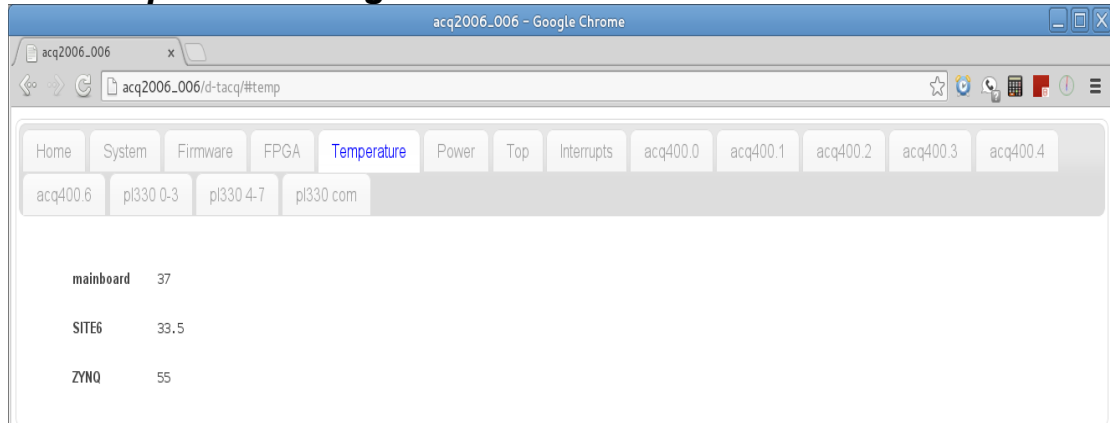 acq2006_006 - Google Chrome
acq2006_006 x
acq2006_006/d-tacq/#temp
Home System Firmware FPGA Temperature Power Top Interrupts acq400.0 acq400.1 acq400.2 acq400.3 acq400.4
acq400.6 pl330 0-3 pl330 4-7 pl330 com
mainboard 37
SITE6 33.5
ZYNQ 55